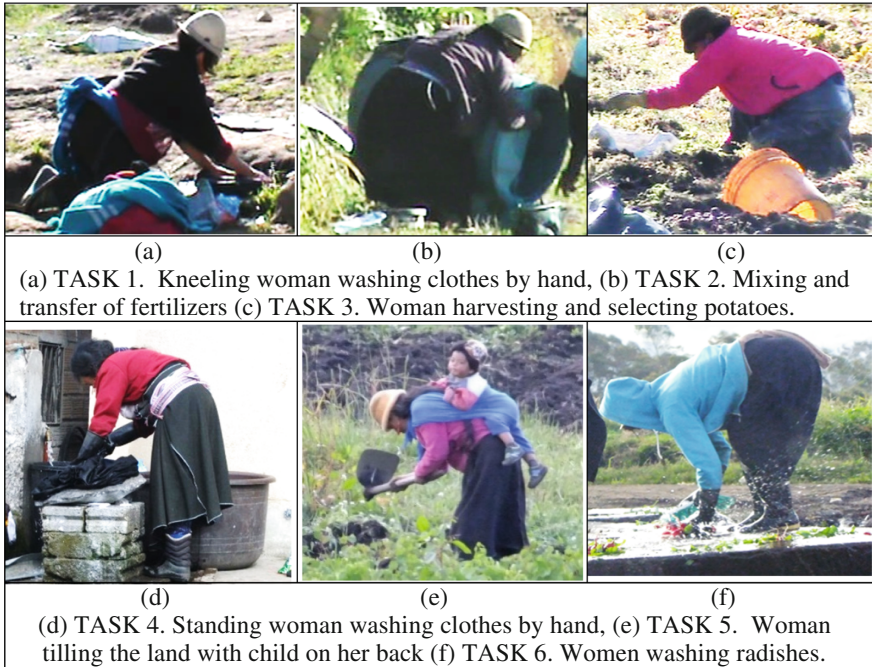 (a) (b) (c)
(a) TASK 1. Kneeling woman washing clothes by hand, (b) TASK 2. Mixing and
transfer of fertilizers (c) TASK 3. Woman harvesting and selecting potatoes.
(d) (e) (f)
(d) TASK 4. Standing woman washing clothes by hand, (e) TASK 5. Woman
tilling the land with child on her back (f) TASK 6. Women washing radishes.